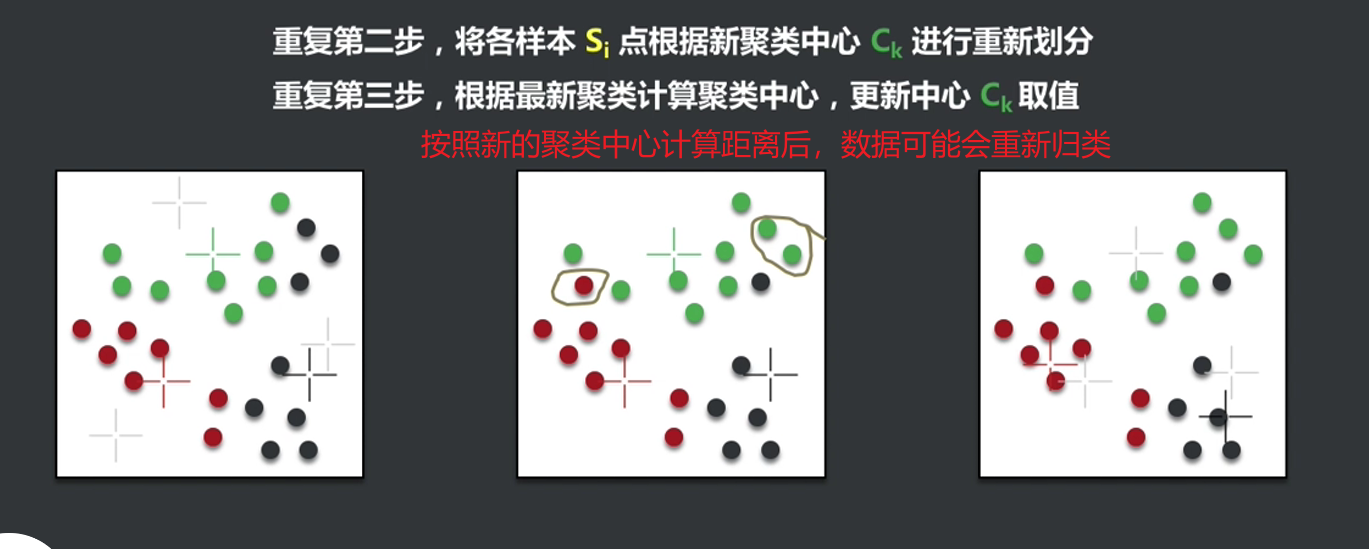 重复第二步，将各样本 Si 点根据新聚类中心 Ck 进行重新划分
重复第三步，根据最新聚类计算聚类中心，更新中心 Ck 取值
按照新的聚类中心计算距离后，数据可能会重新归类